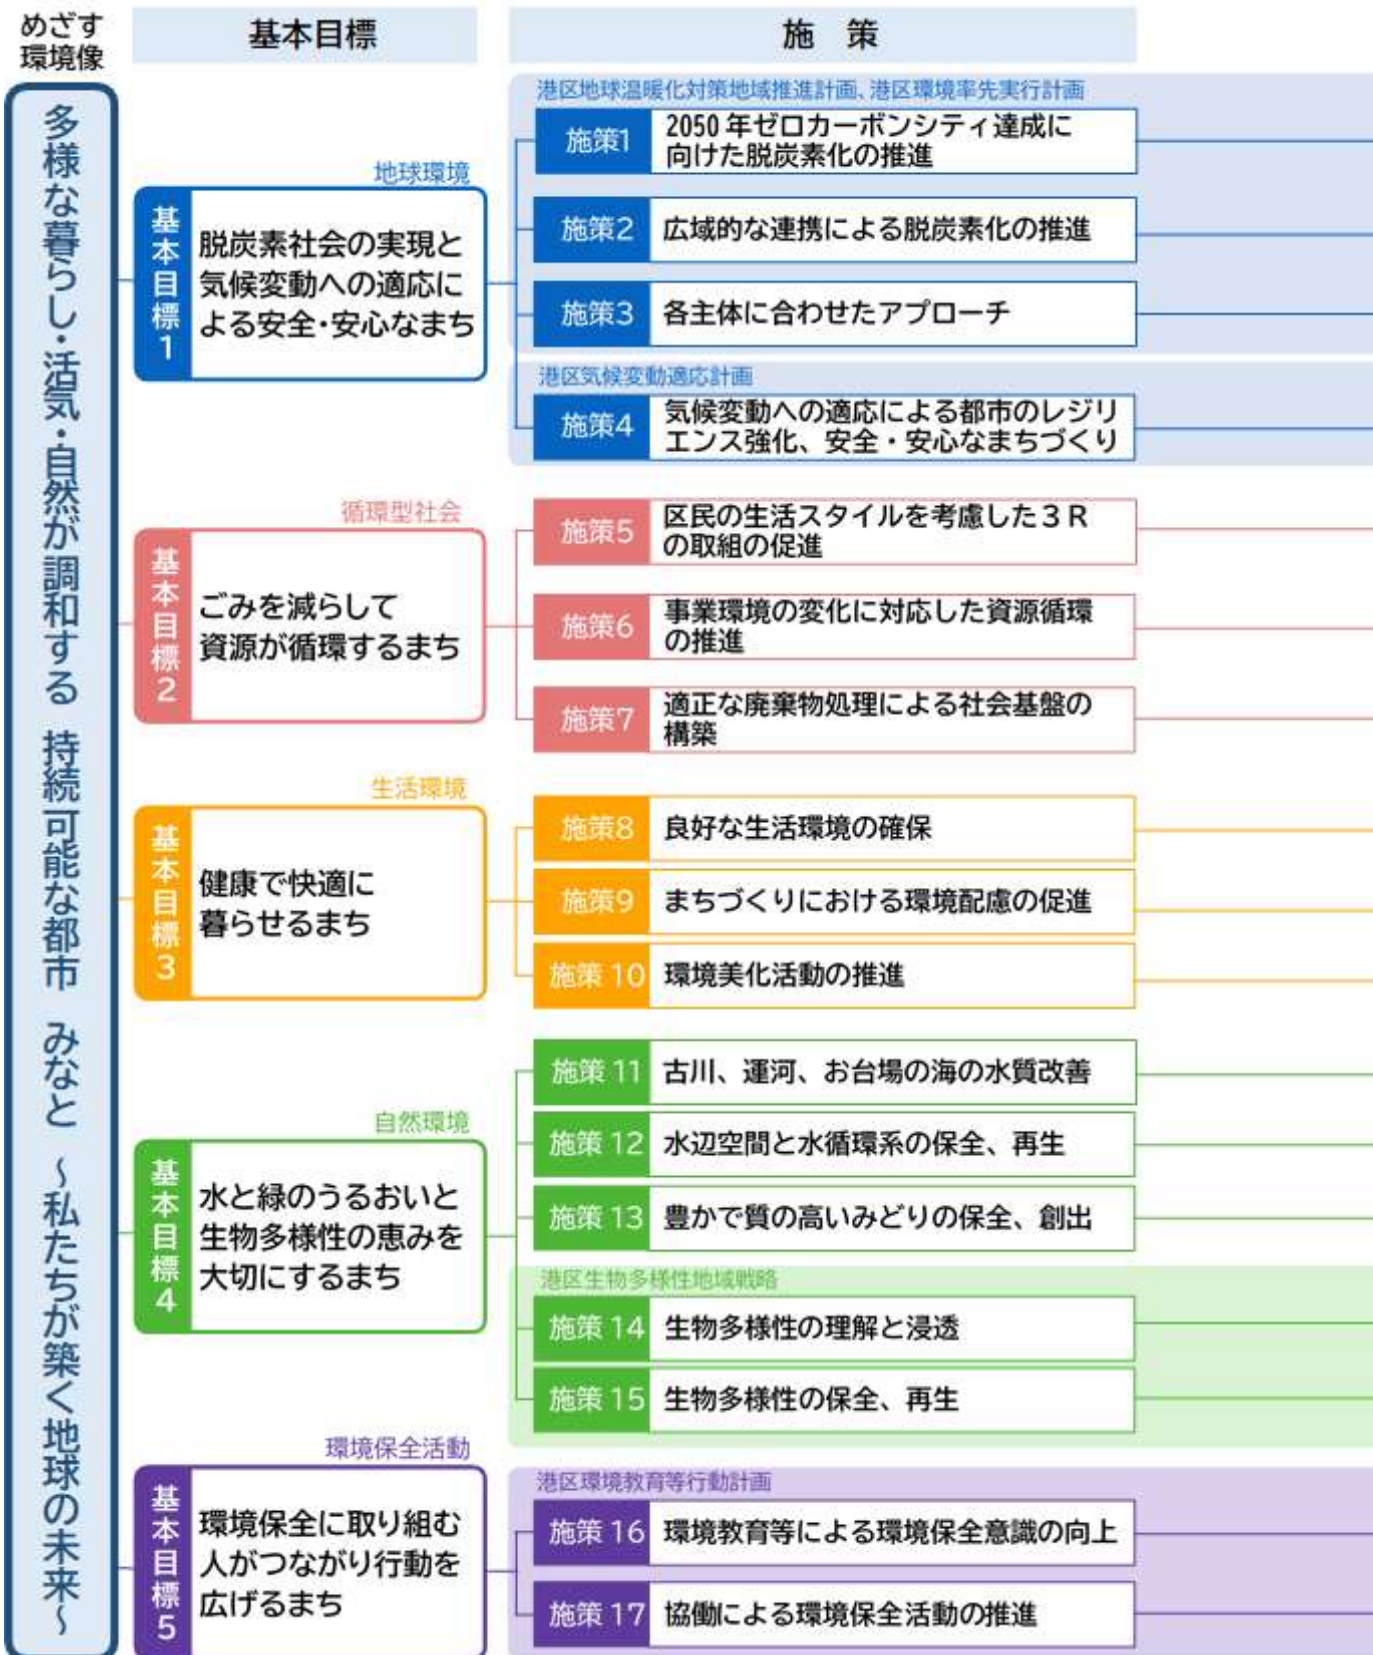 めざす
環境像
基本目標
施 策
多様な暮らし・活気・自然が調和する 持続可能な都市 みなと ～私たちが築く地球の未来～
地球環境
基本目標1
脱炭素社会の実現と
気候変動への適応に
よる安全・安心なまち
港区地球温暖化対策地域推進計画、港区環境率先実行計画
施策1
2050年ゼロカーボンシティ達成に
向けた脱炭素化の推進
施策2
広域的な連携による脱炭素化の推進
施策3
各主体に合わせたアプローチ
港区気候変動適応計画
施策4
気候変動への適応による都市のレジリ
エンス強化、安全・安心なまちづくり
循環型社会
基本目標2
ごみを減らして
資源が循環するまち
施策5
区民の生活スタイルを考慮した３Ｒ
の取組の促進
施策6
事業環境の変化に対応した資源循環
の推進
施策7
適正な廃棄物処理による社会基盤の
構築
生活環境
基本目標3
健康で快適に
暮らせるまち
施策8
良好な生活環境の確保
施策9
まちづくりにおける環境配慮の促進
施策 10
環境美化活動の推進
自然環境
基本目標4
水と緑のうるおいと
生物多様性の恵みを
大切にするまち
施策 11
古川、運河、お台場の海の水質改善
施策 12
水辺空間と水循環系の保全、再生
施策 13
豊かで質の高いみどりの保全、創出
港区生物多様性地域戦略
施策 14
生物多様性の理解と浸透
施策 15
生物多様性の保全、再生
環境保全活動
基本目標5
環境保全に取り組む
人がつながり行動を
広げるまち
港区環境教育等行動計画
施策 16
環境教育等による環境保全意識の向上
施策 17
協働による環境保全活動の推進